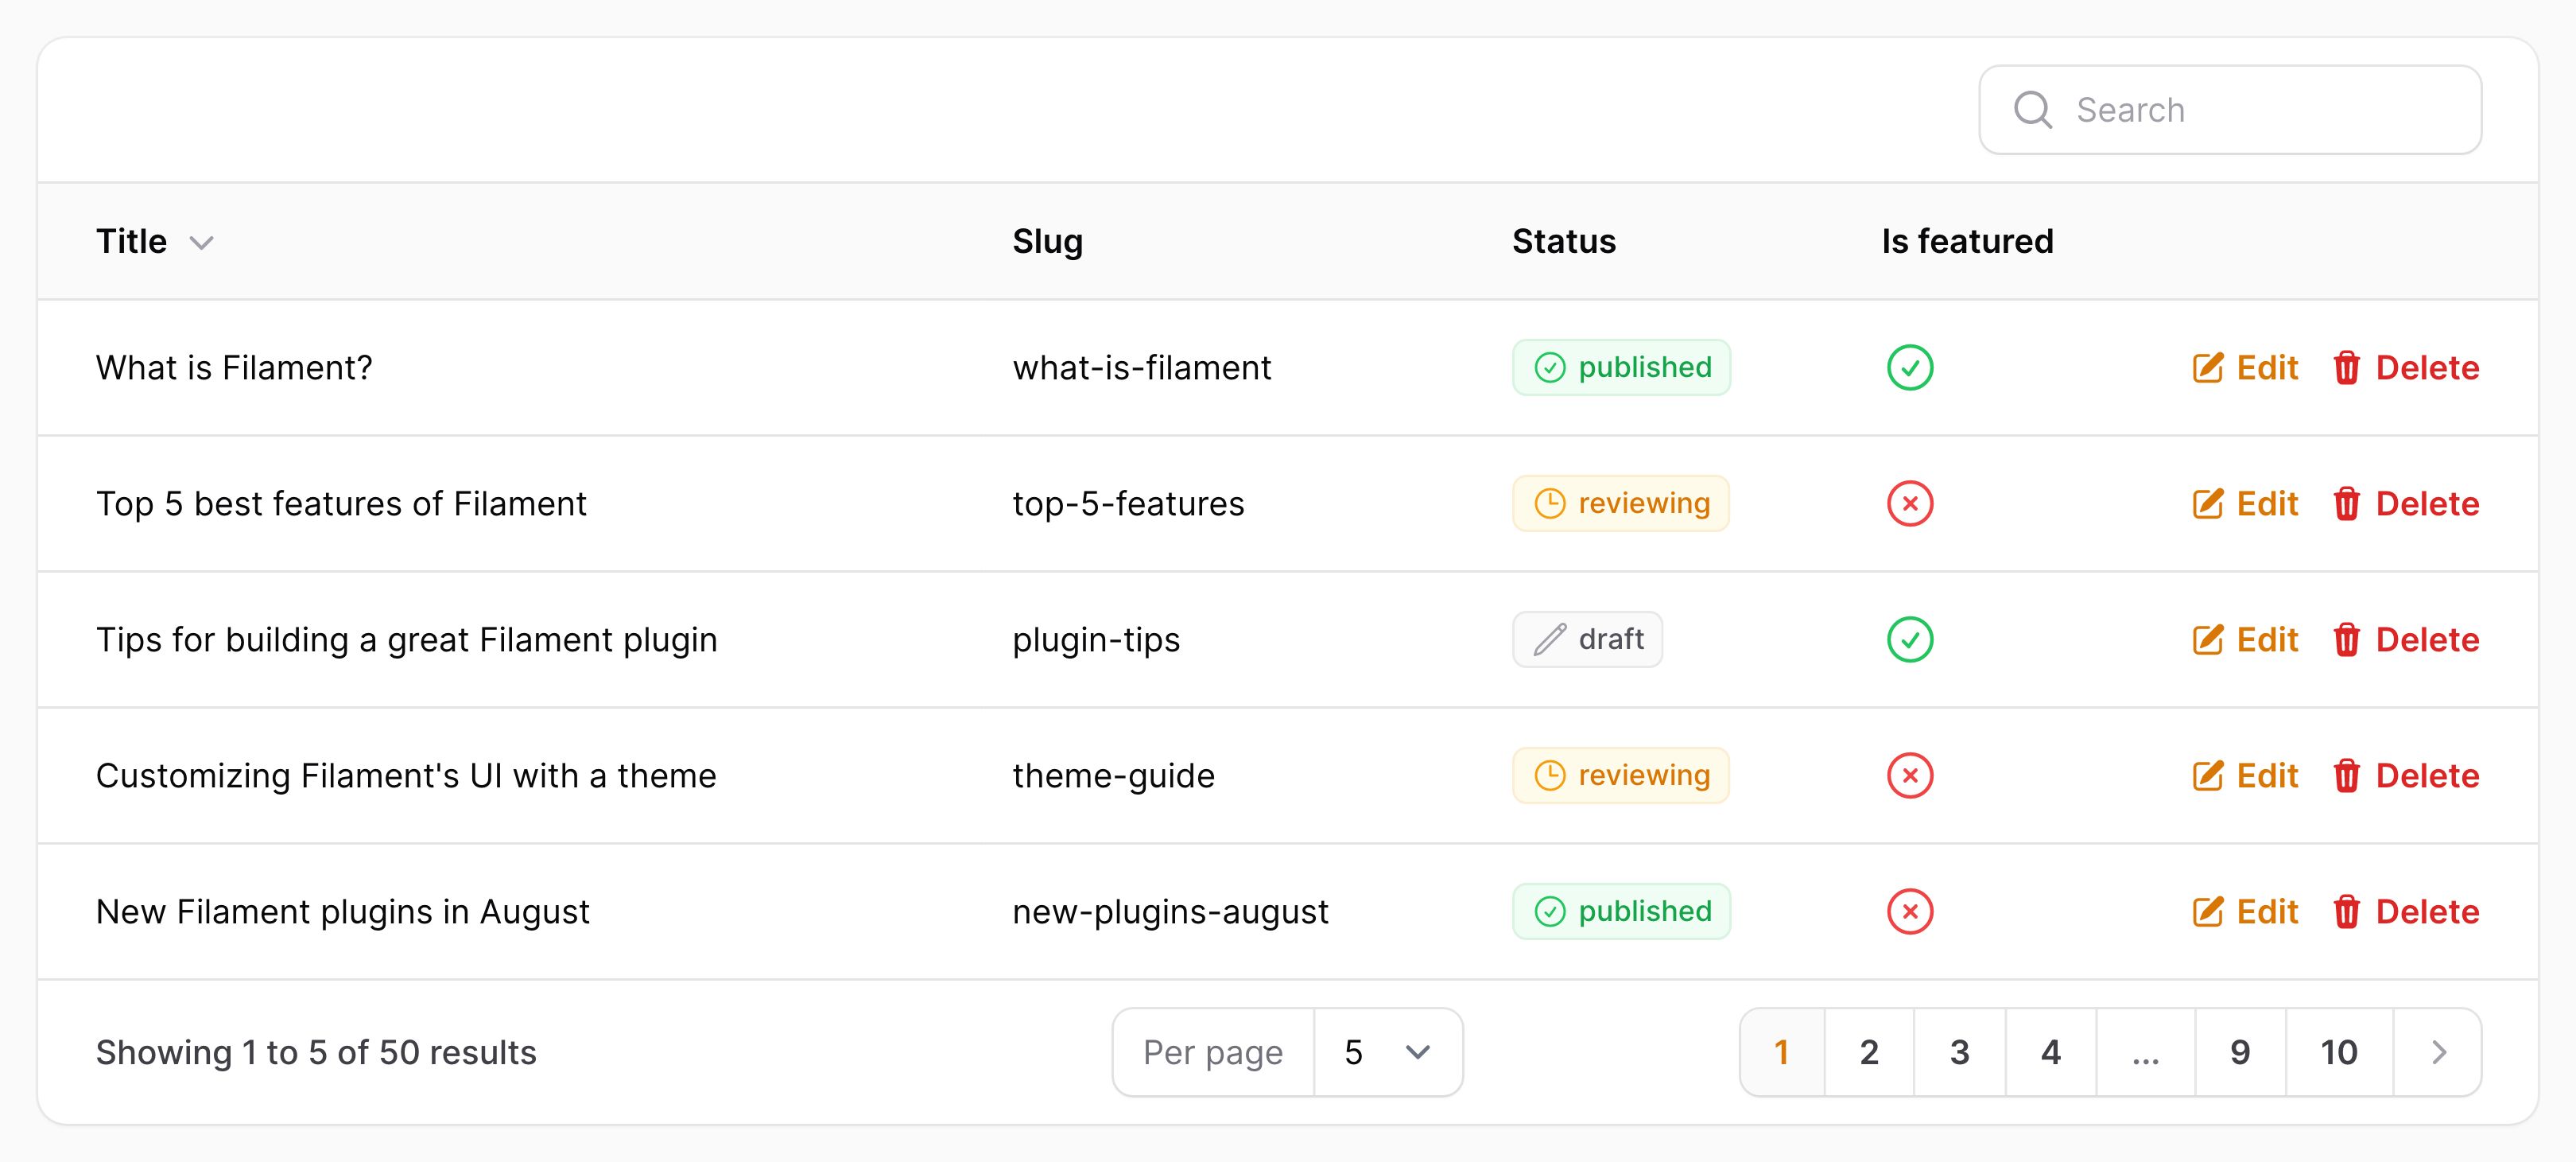 Search
Title Slug Status Is featured
What is Filament? what-is-filament published Edit Delete
Top 5 best features of Filament top-5-features reviewing Edit Delete
Tips for building a great Filament plugin plugin-tips draft Edit Delete
Customizing Filament's UI with a theme theme-guide reviewing Edit Delete
New Filament plugins in August new-plugins-august published Edit Delete
Showing 1 to 5 of 50 results Per page 5 1 2 3 4 ... 9 10